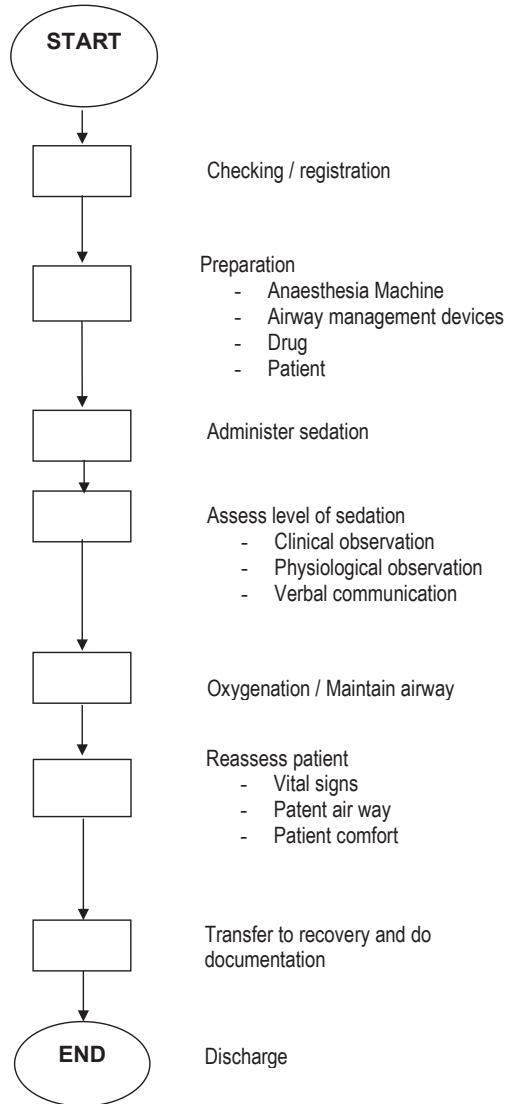 START
Checking / registration
Preparation
- Anaesthesia Machine
- Airway management devices
- Drug
- Patient
Administer sedation
Assess level of sedation
- Clinical observation
- Physiological observation
- Verbal communication
Oxygenation / Maintain airway
Reassess patient
- Vital signs
- Patent air way
- Patient comfort
Transfer to recovery and do
documentation
END
Discharge